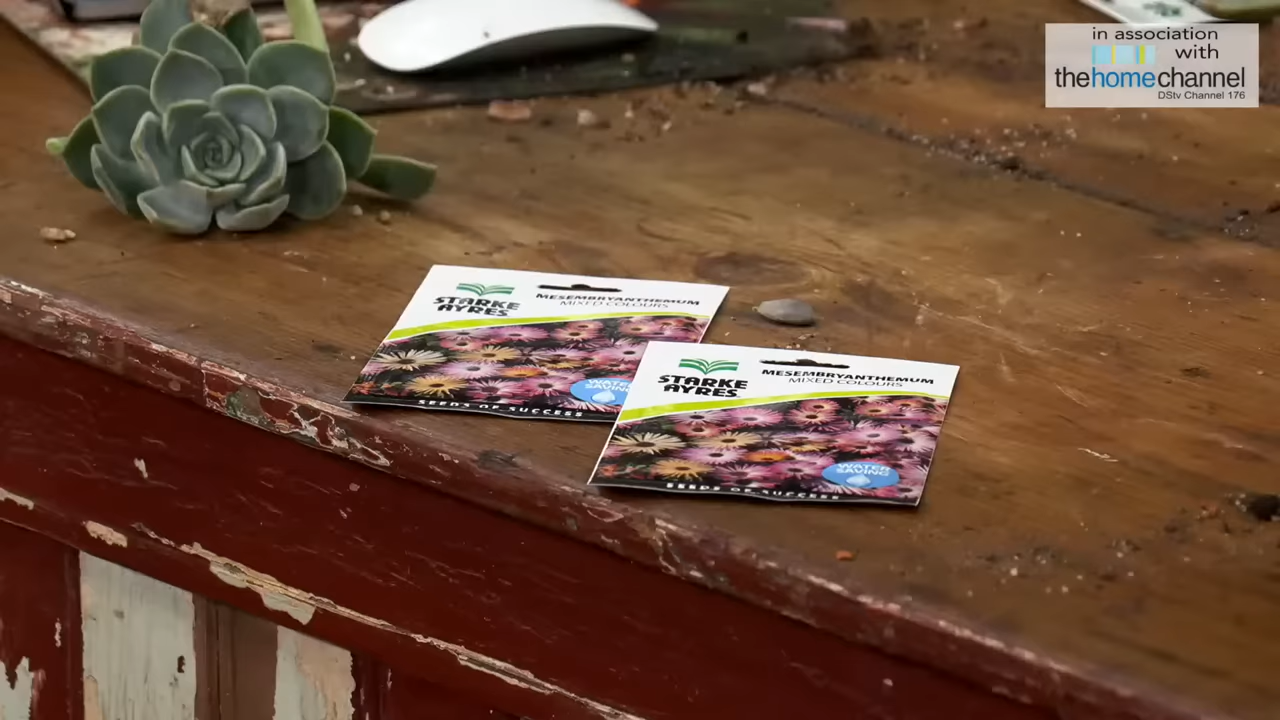 in association
with
thehomechannel
DStv Channel 176
STARKE
AYRES
MESEMBRYANTHEMUM
MIXED COLOURS
WATER
SAVING
SEEDS OF SUCCESS
STARKE
AYRES
MESEMBRYANTHEMUM
MIXED COLOURS
WATER
SAVING
SEEDS OF SUCCESS